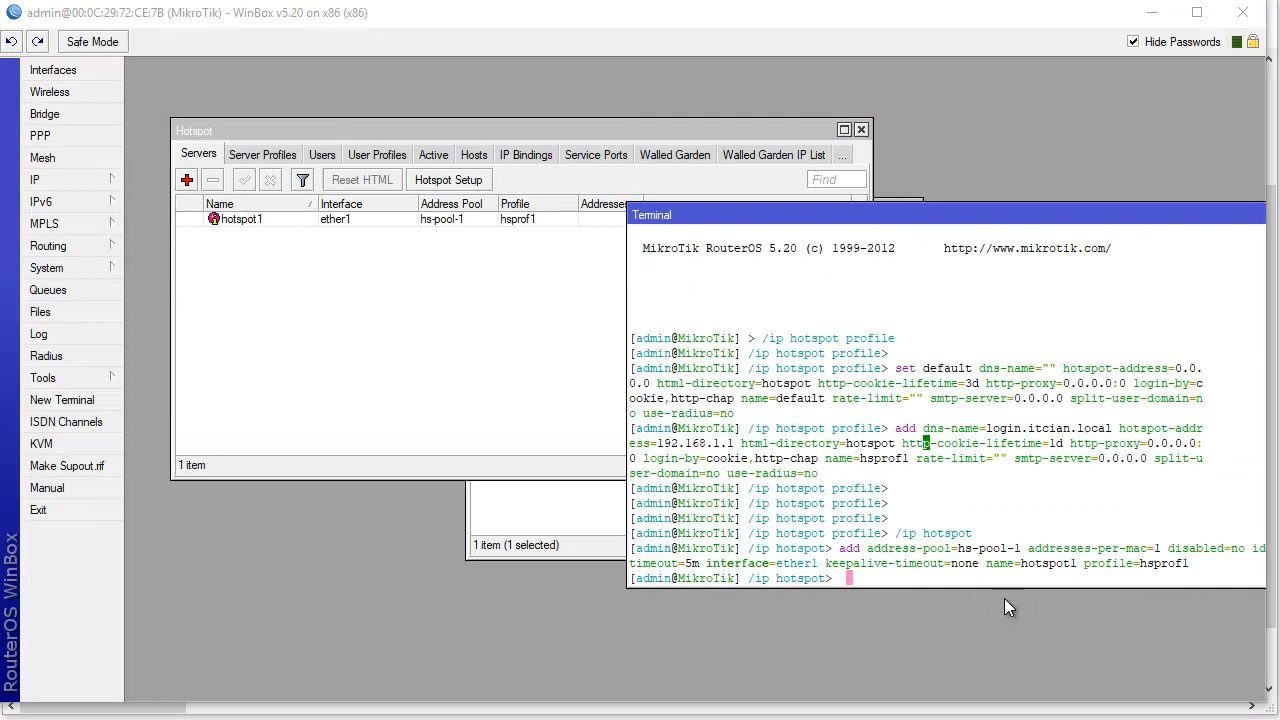 admin@00:0C:29:72:CE:7B (MikroTik) - WinBox v5.20 on x86 (x86)
Safe Mode
Hide Passwords
Interfaces
Wireless
Bridge
PPP
Mesh
IP
IPv6
MPLS
Routing
System
Queues
Files
Log
Radius
Tools
New Terminal
ISDN Channels
KVM
Make Supout.rif
Manual
Exit
RouterOS WinBox
Hotspot
Servers Server Profiles Users User Profiles Active Hosts IP Bindings Service Ports Walled Garden Walled Garden IP List ...
Reset HTML Hotspot Setup Find
Name Interface Address Pool Profile Addresses
hotspot1 ether1 hs-pool-1 hsprof1
1 item
1 item (1 selected)
Terminal
MikroTik RouterOS 5.20 (c) 1999-2012 http://www.mikrotik.com/
[admin@MikroTik] > /ip hotspot profile
[admin@MikroTik] /ip hotspot profile>
[admin@MikroTik] /ip hotspot profile> set default dns-name="" hotspot-address=0.0.
0.0 html-directory=hotspot http-cookie-lifetime=3d http-proxy=0.0.0.0:0 login-by=c
ookie,http-chap name=default rate-limit="" smtp-server=0.0.0.0 split-user-domain=n
o use-radius=no
[admin@MikroTik] /ip hotspot profile> add dns-name=login.itcian.local hotspot-addr
ess=192.168.1.1 html-directory=hotspot http-cookie-lifetime=1d http-proxy=0.0.0.0:
0 login-by=cookie,http-chap name=hsprof1 rate-limit="" smtp-server=0.0.0.0 split-u
ser-domain=no use-radius=no
[admin@MikroTik] /ip hotspot profile>
[admin@MikroTik] /ip hotspot profile>
[admin@MikroTik] /ip hotspot profile>
[admin@MikroTik] /ip hotspot profile> /ip hotspot
[admin@MikroTik] /ip hotspot> add address-pool=hs-pool-1 addresses-per-mac=1 disabled=no id
timeout=5m interface=ether1 keepalive-timeout=none name=hotspot1 profile=hsprof1
[admin@MikroTik] /ip hotspot>